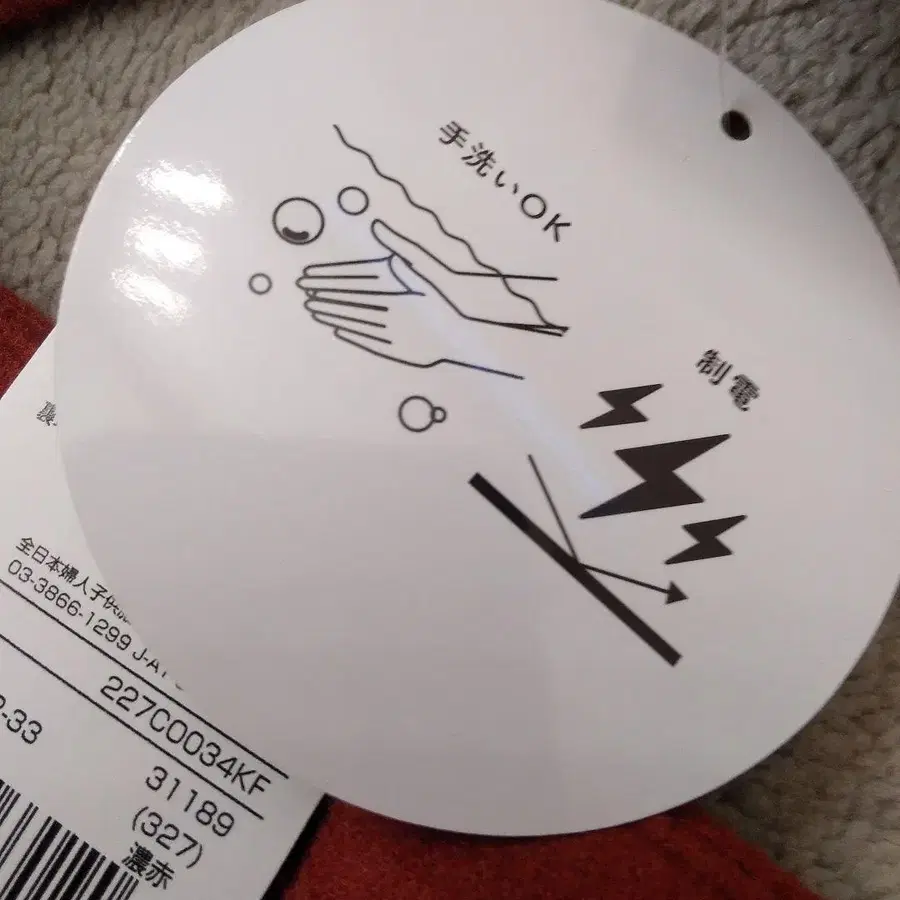 手洗いOK
制電
全日本婦人子供
03-3866-1299 J-A
227C0034KF
-33
31189
(327)
濃赤